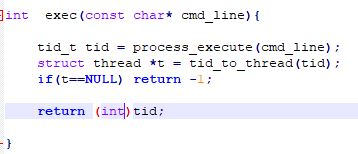 int exec(const char* cmd_line){
tid_t tid = process_execute(cmd_line);
struct thread *t = tid_to_thread(tid);
if(t==NULL) return -1;
return (int)tid;
}